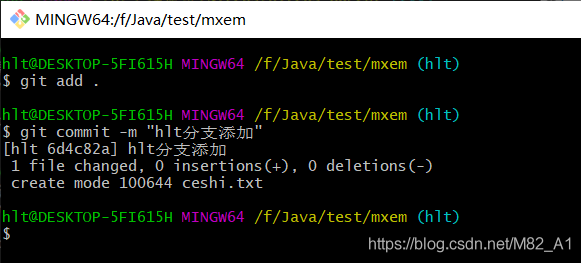 MINGW64:/f/Java/test/mxem
hlt@DESKTOP-5FI615H MINGW64 /f/Java/test/mxem (hlt)
$ git add .
hlt@DESKTOP-5FI615H MINGW64 /f/Java/test/mxem (hlt)
$ git commit -m "hlt分支添加"
[hlt 6d4c82a] hlt分支添加
1 file changed, 0 insertions(+), 0 deletions(-)
create mode 100644 ceshi.txt
hlt@DESKTOP-5FI615H MINGW64 /f/Java/test/mxem (hlt)
$
https://blog.csdn.net/M82_A1